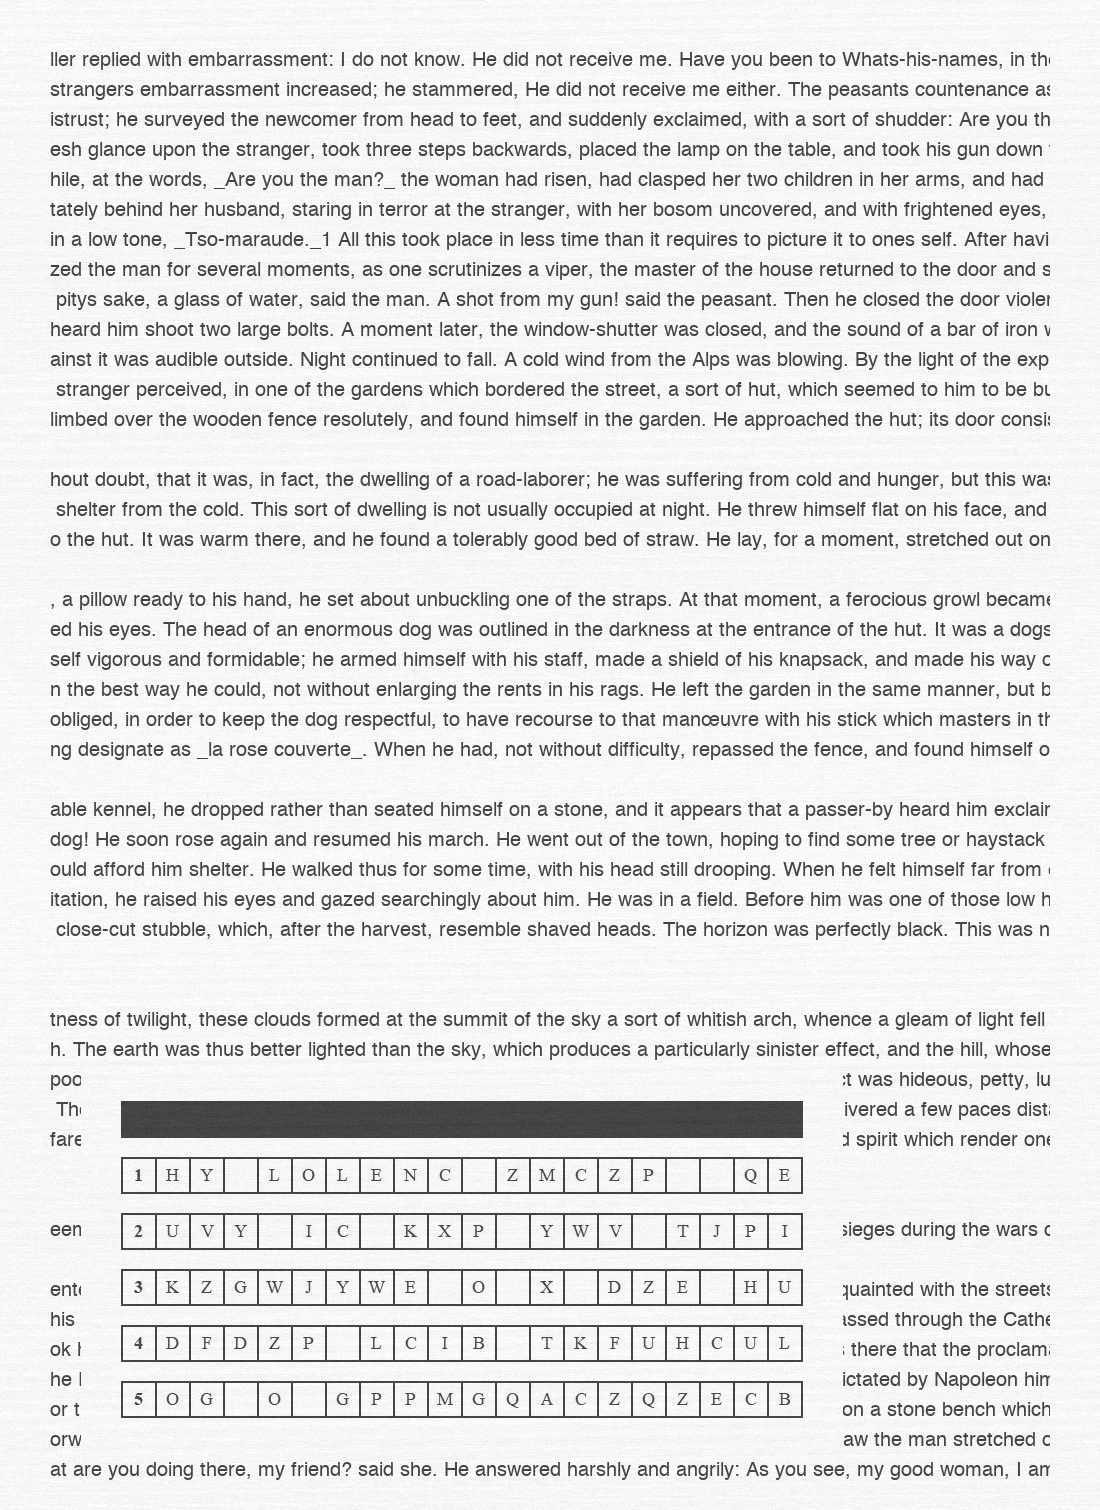 ller replied with embarrassment: I do not know. He did not receive me. Have you been to Whats-his-names, in the
strangers embarrassment increased; he stammered, He did not receive me either. The peasants countenance as
istrust; he surveyed the newcomer from head to feet, and suddenly exclaimed, with a sort of shudder: Are you th
esh glance upon the stranger, took three steps backwards, placed the lamp on the table, and took his gun down
hile, at the words, _Are you the man?_ the woman had risen, had clasped her two children in her arms, and had
tately behind her husband, staring in terror at the stranger, with her bosom uncovered, and with frightened eyes,
in a low tone, _Tso-maraude._1 All this took place in less time than it requires to picture it to ones self. After havi
zed the man for several moments, as one scrutinizes a viper, the master of the house returned to the door and s
pitys sake, a glass of water, said the man. A shot from my gun! said the peasant. Then he closed the door violen
heard him shoot two large bolts. A moment later, the window-shutter was closed, and the sound of a bar of iron w
ainst it was audible outside. Night continued to fall. A cold wind from the Alps was blowing. By the light of the exp
stranger perceived, in one of the gardens which bordered the street, a sort of hut, which seemed to him to be bu
limbed over the wooden fence resolutely, and found himself in the garden. He approached the hut; its door consis
hout doubt, that it was, in fact, the dwelling of a road-laborer; he was suffering from cold and hunger, but this was
shelter from the cold. This sort of dwelling is not usually occupied at night. He threw himself flat on his face, and
o the hut. It was warm there, and he found a tolerably good bed of straw. He lay, for a moment, stretched out on
, a pillow ready to his hand, he set about unbuckling one of the straps. At that moment, a ferocious growl became
ed his eyes. The head of an enormous dog was outlined in the darkness at the entrance of the hut. It was a dogs
self vigorous and formidable; he armed himself with his staff, made a shield of his knapsack, and made his way o
n the best way he could, not without enlarging the rents in his rags. He left the garden in the same manner, but b
obliged, in order to keep the dog respectful, to have recourse to that manœuvre with his stick which masters in th
ng designate as _la rose couverte_. When he had, not without difficulty, repassed the fence, and found himself o
able kennel, he dropped rather than seated himself on a stone, and it appears that a passer-by heard him exclaim
dog! He soon rose again and resumed his march. He went out of the town, hoping to find some tree or haystack
ould afford him shelter. He walked thus for some time, with his head still drooping. When he felt himself far from
itation, he raised his eyes and gazed searchingly about him. He was in a field. Before him was one of those low h
close-cut stubble, which, after the harvest, resemble shaved heads. The horizon was perfectly black. This was n
tness of twilight, these clouds formed at the summit of the sky a sort of whitish arch, whence a gleam of light fell
h. The earth was thus better lighted than the sky, which produces a particularly sinister effect, and the hill, whose
poo ct was hideous, petty, lu
The ivered a few paces dista
fare d spirit which render one
1 H Y L O L E N C Z M C Z P Q E
eem sieges during the wars o
2 U V Y I C K X P Y W V T J P I
ente quainted with the streets
3 K Z G W J Y W E O X D Z E H U
his assed through the Cathe
ok h s there that the proclama
4 D F D Z P L C I B T K F U H C U L
he ictated by Napoleon him
5 O G O G P P M G Q A C Z Q Z E C B
or t on a stone bench which
orw aw the man stretched o
at are you doing there, my friend? said she. He answered harshly and angrily: As you see, my good woman, I am